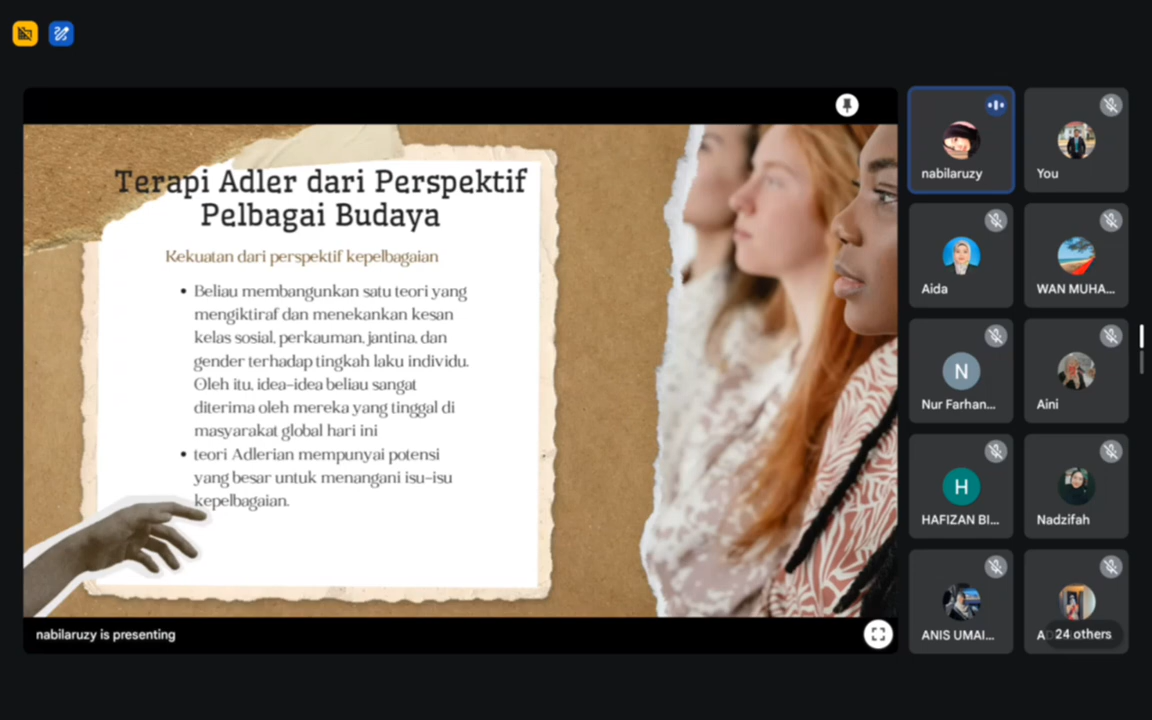 Terapi Adler dari Perspektif
Pelbagai Budaya
Kekuatan dari perspektif kepelbagaian
• Beliau membangunkan satu teori yang
mengiktiraf dan menekankan kesan
kelas sosial, perkauman, jantina, dan
gender terhadap tingkah laku individu.
Oleh itu, idea-idea beliau sangat
diterima oleh mereka yang tinggal di
masyarakat global hari ini
• teori Adlerian mempunyai potensi
yang besar untuk menangani isu-isu
kepelbagaian.
nabilaruzy is presenting
nabilaruzy
You
Aida
WAN MUHA...
N
Nur Farhan...
Aini
H
HAFIZAN BI...
Nadzifah
ANIS UMAI...
24 others